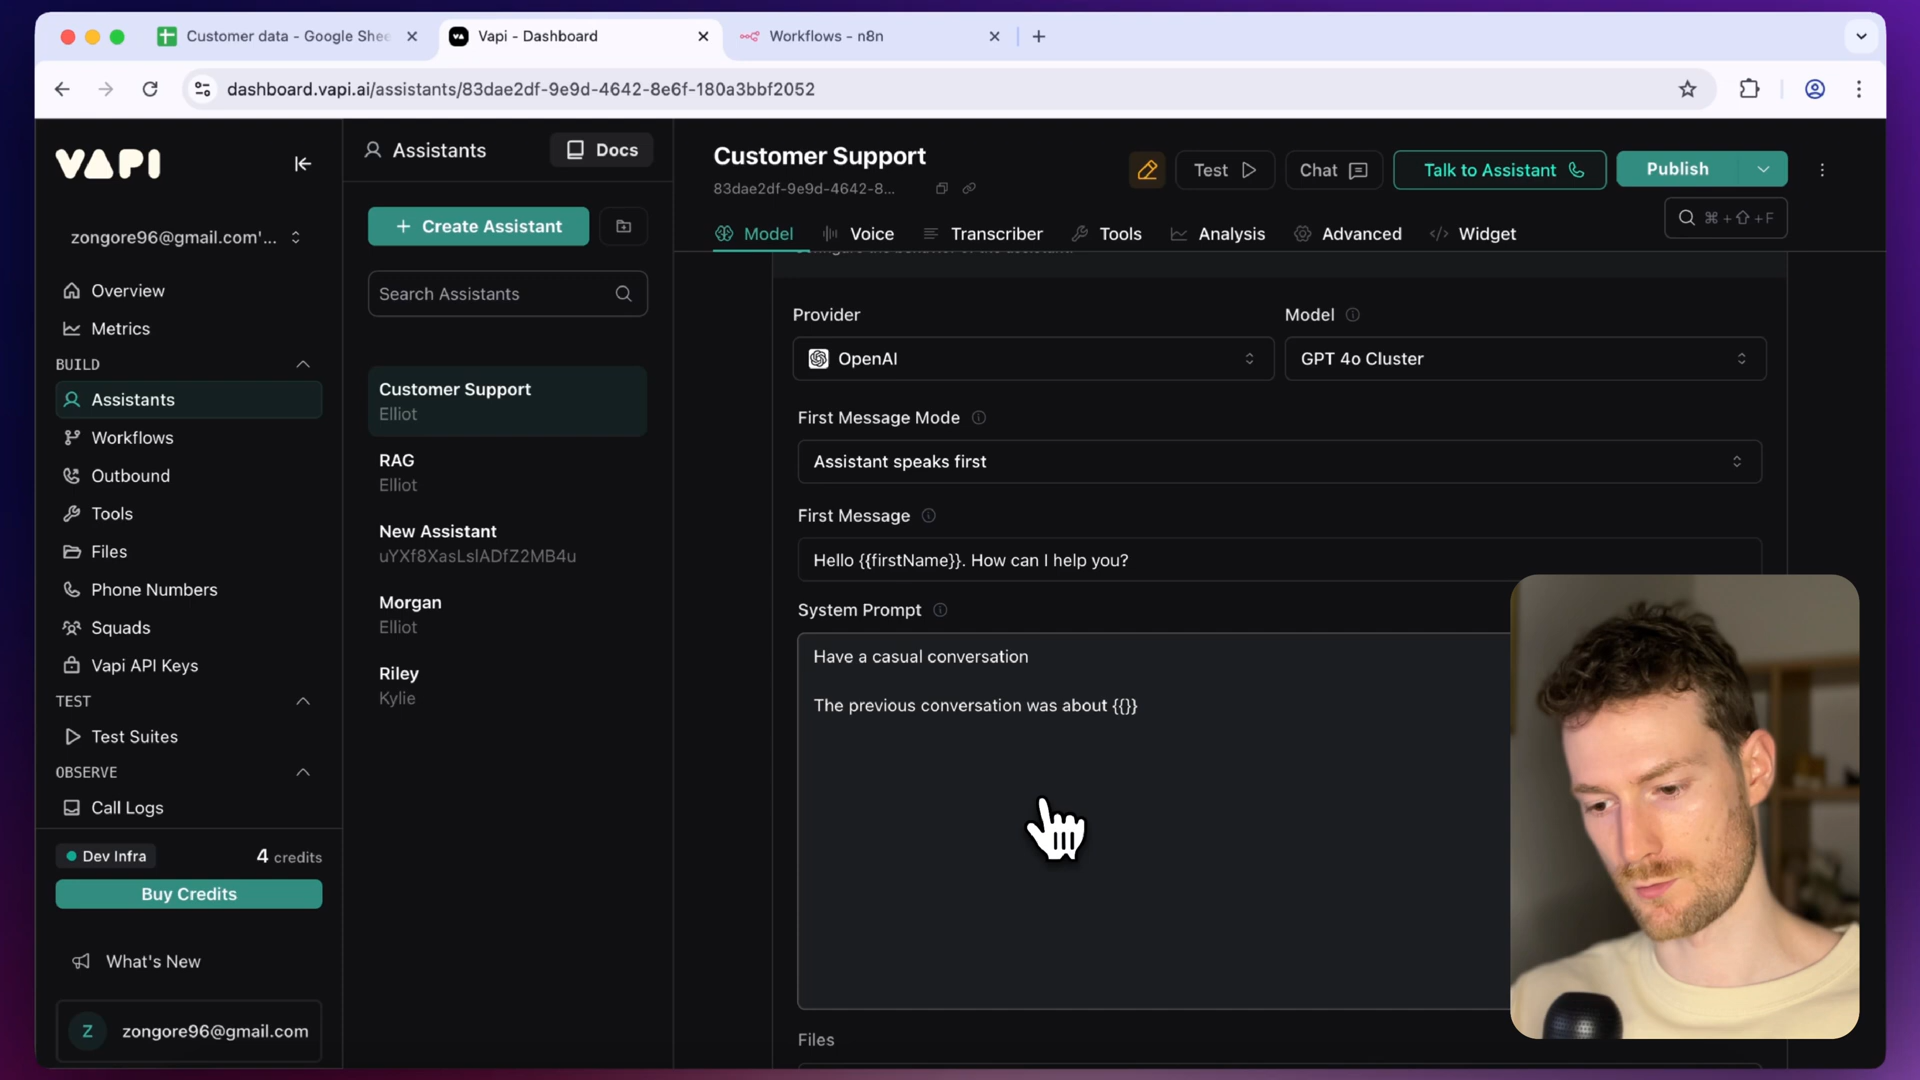 Customer data - Google She
Vapi - Dashboard
Workflows - n8n
dashboard.vapi.ai/assistants/83dae2df-9e9d-4642-8e6f-180a3bbf2052
VAPI
zongore96@gmail.com'...
Overview
Metrics
BUILD
Assistants
Workflows
Outbound
Tools
Files
Phone Numbers
Squads
Vapi API Keys
TEST
Test Suites
OBSERVE
Call Logs
Dev Infra
4 credits
Buy Credits
What's New
Z
zongore96@gmail.com
Assistants
Docs
+ Create Assistant
Search Assistants
Customer Support
Elliot
RAG
Elliot
New Assistant
uYXf8XasLslADfZ2MB4u
Morgan
Elliot
Riley
Kylie
Customer Support
83dae2df-9e9d-4642-8...
Test
Chat
Talk to Assistant
Publish
Model
Voice
Transcriber
Tools
Analysis
Advanced
Widget
⌘ + ⇧ + F
Configure the behavior of the assistant.
Provider
Model
OpenAI
GPT 4o Cluster
First Message Mode
Assistant speaks first
First Message
Hello {{firstName}}. How can I help you?
System Prompt
Have a casual conversation
The previous conversation was about {{}}
Files